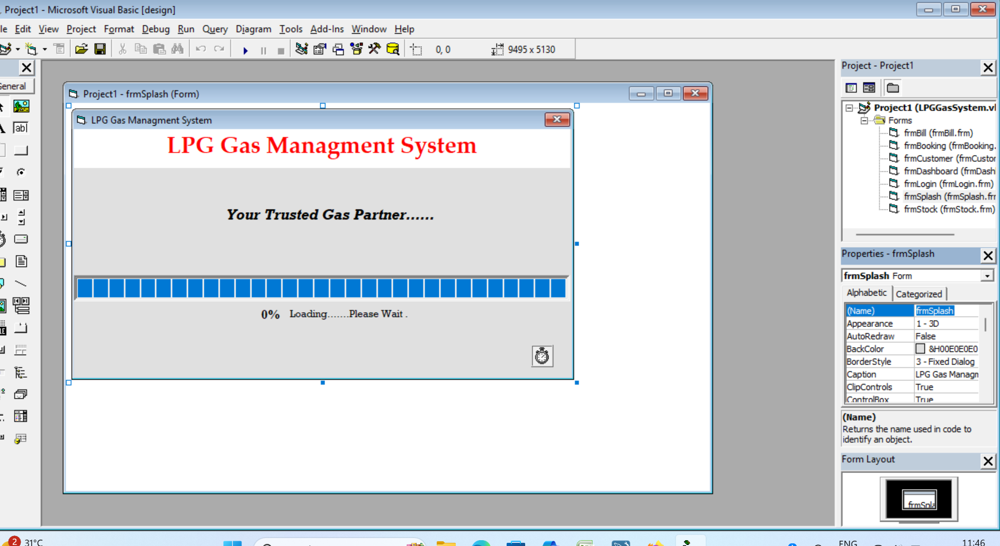 Project1 - Microsoft Visual Basic [design]
le Edit View Project Format Debug Run Query Diagram Tools Add-Ins Window Help
0, 0 9495 x 5130
General
Project1 - frmSplash (Form)
LPG Gas Managment System
LPG Gas Managment System
Your Trusted Gas Partner......
0% Loading.......Please Wait .
Project - Project1
Project1 (LPGGasSystem.vl
Forms
frmBill (frmBill.frm)
frmBooking (frmBooking.
frmCustomer (frmCustor
frmDashboard (frmDash
frmLogin (frmLogin.frm)
frmSplash (frmSplash.frr
frmStock (frmStock.frm)
Properties - frmSplash
frmSplash Form
Alphabetic Categorized
(Name) frmSplash
Appearance 1 - 3D
AutoRedraw False
BackColor &H00E0E0E0
BorderStyle 3 - Fixed Dialog
Caption LPG Gas Managn
ClipControls True
ControlBox True
(Name)
Returns the name used in code to
identify an object.
Form Layout
frmSpla
2 31°C
ENG 11:46